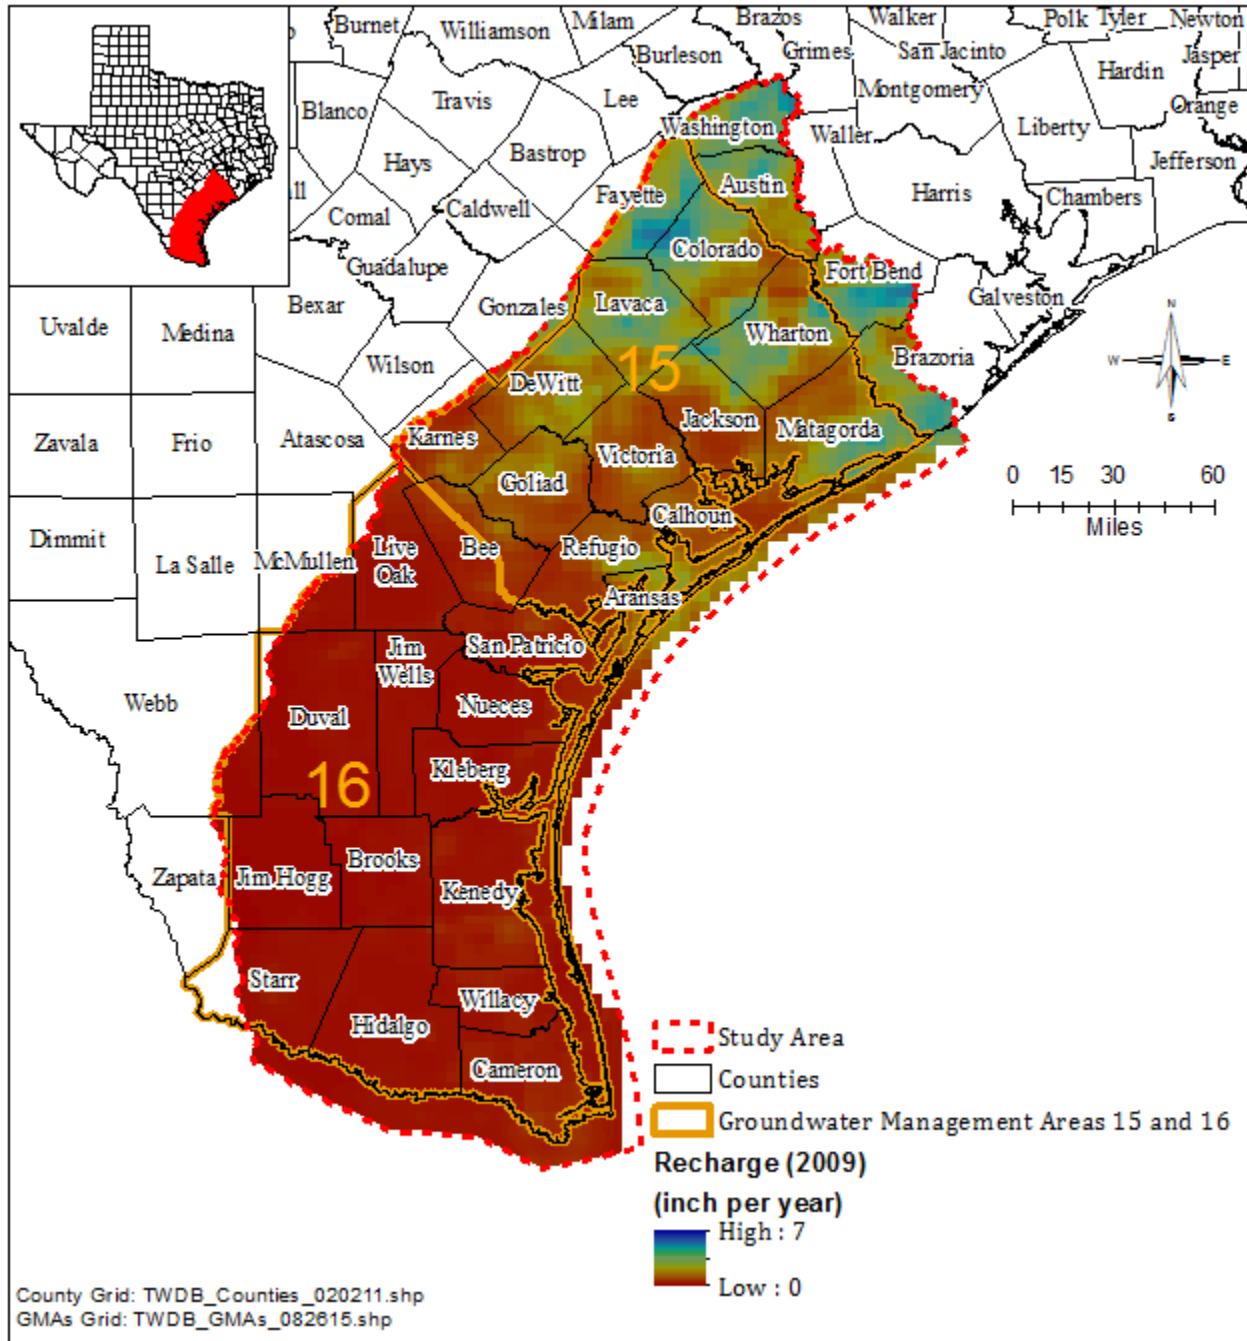 Burnet
Williamson
Milam
Brazos
Walker
Polk
Tyler
Newton
Grimes
San Jacinto
Jasper
Burleson
Hardin
Blanco
Travis
Lee
Montgomery
Orange
Washington
Waller
Liberty
Hays
Bastrop
Jefferson
Austin
Harris
Chambers
ll
Comal
Caldwell
Fayette
Colorado
Guadalupe
Fort Bend
Bexar
Gonzales
Lavaca
Galveston
Uvalde
Medina
Wharton
Wilson
Brazoria
15
DeWitt
N
W
E
S
Zavala
Frio
Atascosa
Karnes
Jackson
Matagorda
Victoria
Goliad
0 15 30 60
Miles
Calhoun
Dimmit
La Salle
McMullen
Live
Oak
Bee
Refugio
Aransas
San Patricio
Jim
Wells
Webb
Duval
Nueces
16
Kleberg
Zapata
Jim Hogg
Brooks
Kenedy
Starr
Willacy
Hidalgo
Cameron
Study Area
Counties
Groundwater Management Areas 15 and 16
Recharge (2009)
(inch per year)
High : 7
Low : 0
County Grid: TWDB_Counties_020211.shp
GMAs Grid: TWDB_GMAs_082615.shp